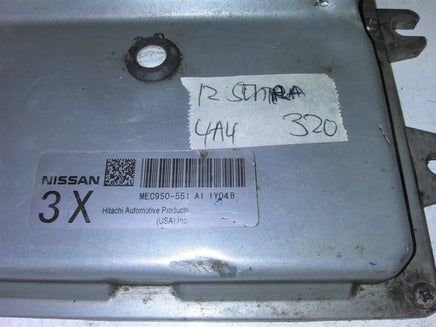 12 SENTRA
4A4 320
NISSAN
3X
MEC950-551 A1 1Y04B
Hitachi Automotive Products
(USA) Inc.